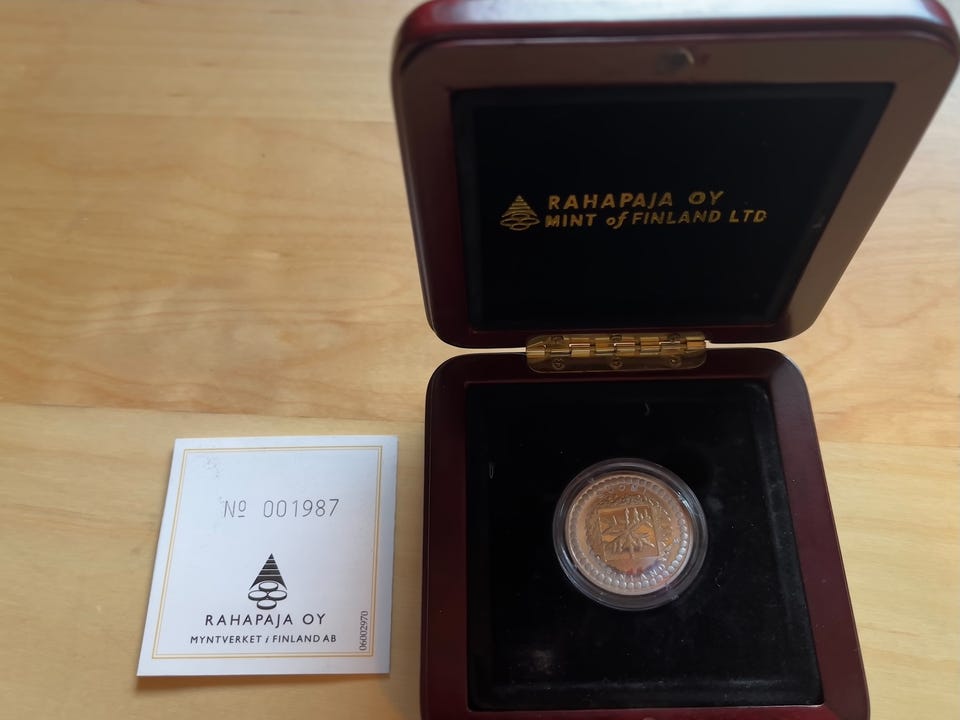 RAHAPAJA OY
MINT of FINLAND LTD
Nº 001987
RAHAPAJA OY
MYNTVERKET i FINLAND AB
06002970